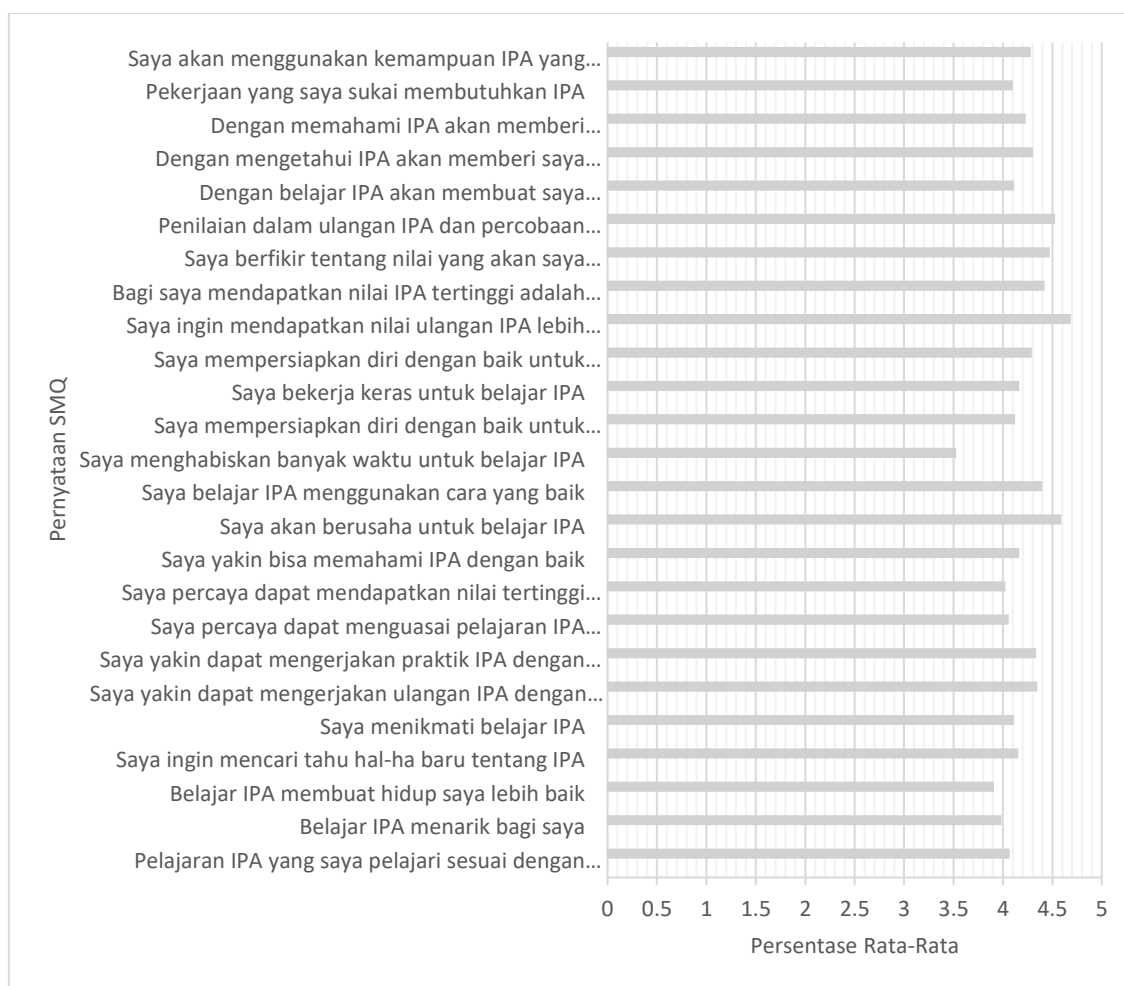 Saya akan menggunakan kemampuan IPA yang...
Pekerjaan yang saya sukai membutuhkan IPA
Dengan memahami IPA akan memberi...
Dengan mengetahui IPA akan memberi saya...
Dengan belajar IPA akan membuat saya...
Penilaian dalam ulangan IPA dan percobaan...
Saya berfikir tentang nilai yang akan saya...
Bagi saya mendapatkan nilai IPA tertinggi adalah...
Saya ingin mendapatkan nilai ulangan IPA lebih...
Saya mempersiapkan diri dengan baik untuk...
Saya bekerja keras untuk belajar IPA
Saya mempersiapkan diri dengan baik untuk...
Saya menghabiskan banyak waktu untuk belajar IPA
Saya belajar IPA menggunakan cara yang baik
Saya akan berusaha untuk belajar IPA
Saya yakin bisa memahami IPA dengan baik
Saya percaya dapat mendapatkan nilai tertinggi...
Saya percaya dapat menguasai pelajaran IPA...
Saya yakin dapat mengerjakan praktik IPA dengan...
Saya yakin dapat mengerjakan ulangan IPA dengan...
Saya menikmati belajar IPA
Saya ingin mencari tahu hal-ha baru tentang IPA
Belajar IPA membuat hidup saya lebih baik
Belajar IPA menarik bagi saya
Pelajaran IPA yang saya pelajari sesuai dengan...
Pernyataan SMQ
0 0.5 1 1.5 2 2.5 3 3.5 4 4.5 5
Persentase Rata-Rata